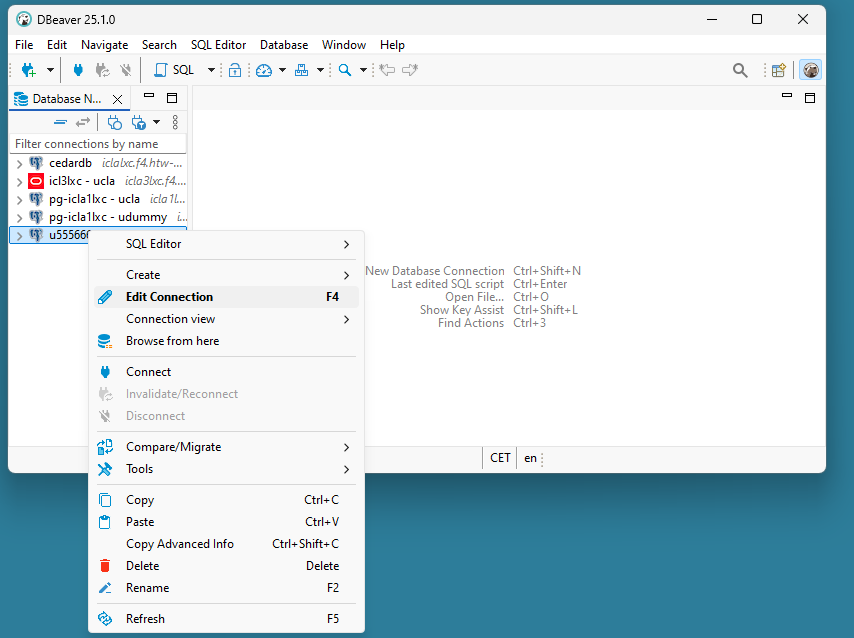 DBeaver 25.1.0
File Edit Navigate Search SQL Editor Database Window Help
SQL
Database N...
Filter connections by name
cedardb iclalxc.f4.htw-...
icl3lxc - ucla icla3lxc.f4....
pg-icla1lxc - ucla icla1l...
pg-icla1lxc - udummy i...
u55566
SQL Editor
Create
Edit Connection F4
Connection view
Browse from here
Connect
Invalidate/Reconnect
Disconnect
Compare/Migrate
Tools
Copy Ctrl+C
Paste Ctrl+V
Copy Advanced Info Ctrl+Shift+C
Delete Delete
Rename F2
Refresh F5
New Database Connection Ctrl+Shift+N
Last edited SQL script Ctrl+Enter
Open File... Ctrl+O
Show Key Assist Ctrl+Shift+L
Find Actions Ctrl+3
CET en